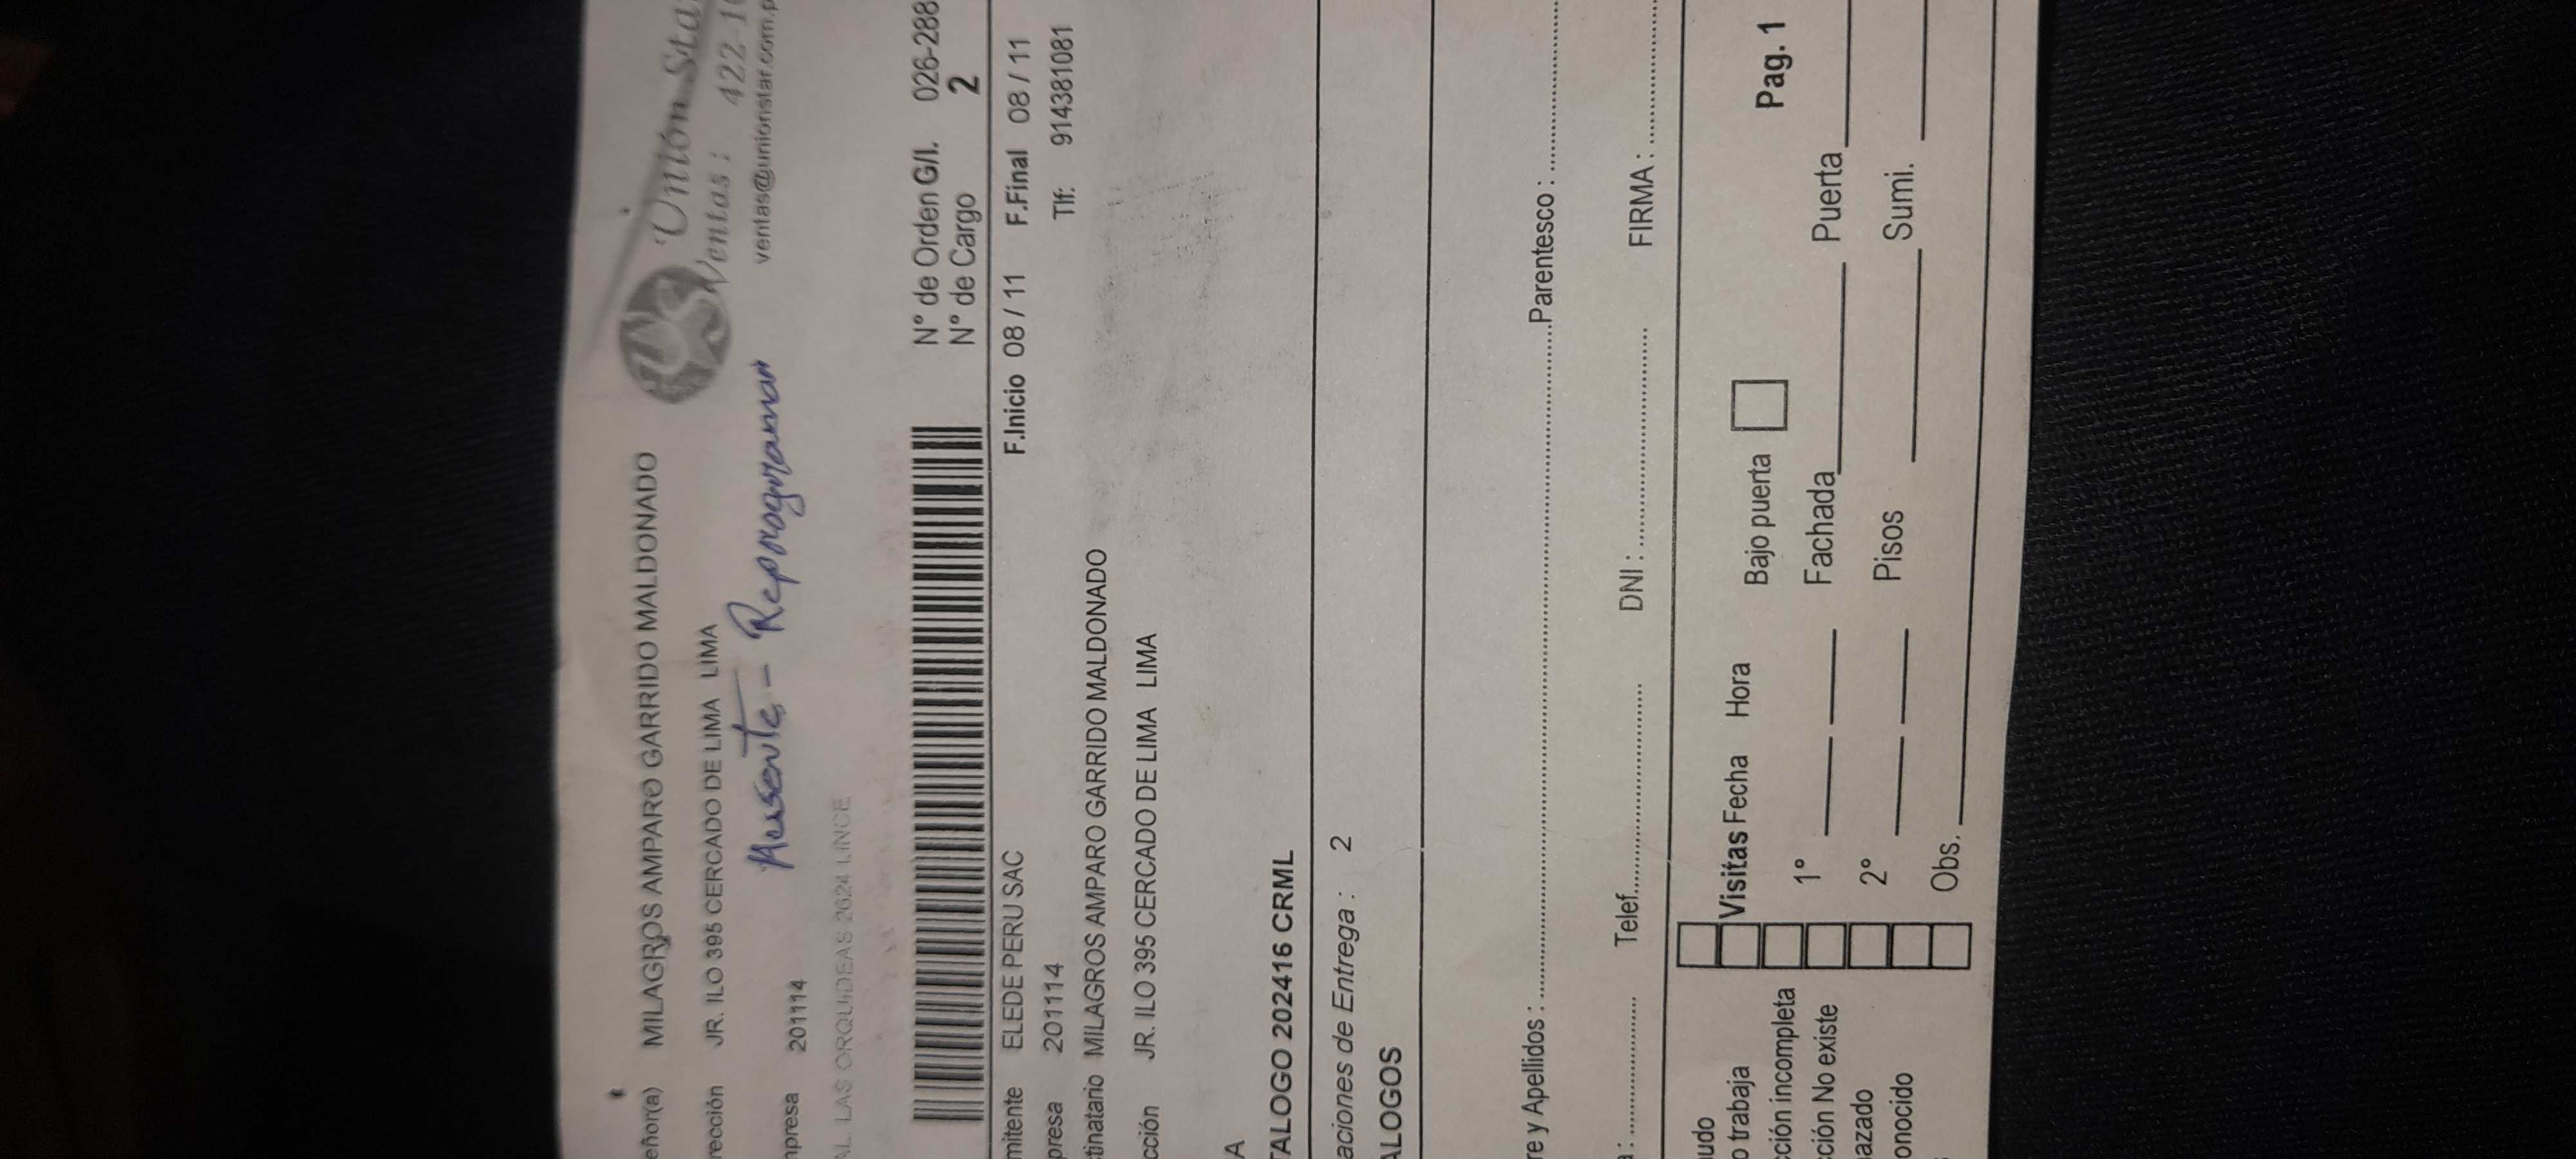 Unión Star
Ventas: 422-10
ventas@unionstar.com.p
eñor(a) MILAGROS AMPARO GARRIDO MALDONADO
rección JR. ILO 395 CERCADO DE LIMA LIMA
Ausente - Reprogramar
npresa 201114
AL. LAS ORQUIDEAS 2624 LINCE
N° de Orden G/I. 026-288
N° de Cargo 2
mitente ELEDE PERU SAC F.Inicio 08 / 11 F.Final 08 / 11
presa 201114 Tlf: 914381081
tinatario MILAGROS AMPARO GARRIDO MALDONADO
cción JR. ILO 395 CERCADO DE LIMA LIMA
A
TALOGO 202416 CRML
aciones de Entrega : 2
ALOGOS
re y Apellidos : Parentesco :
a : Telef. DNI : FIRMA :
udo
o trabaja Visitas Fecha Hora Bajo puerta Pag. 1
cción incompleta 1° Fachada Puerta
cción No existe
azado 2° Pisos Sumi.
onocido
Obs.